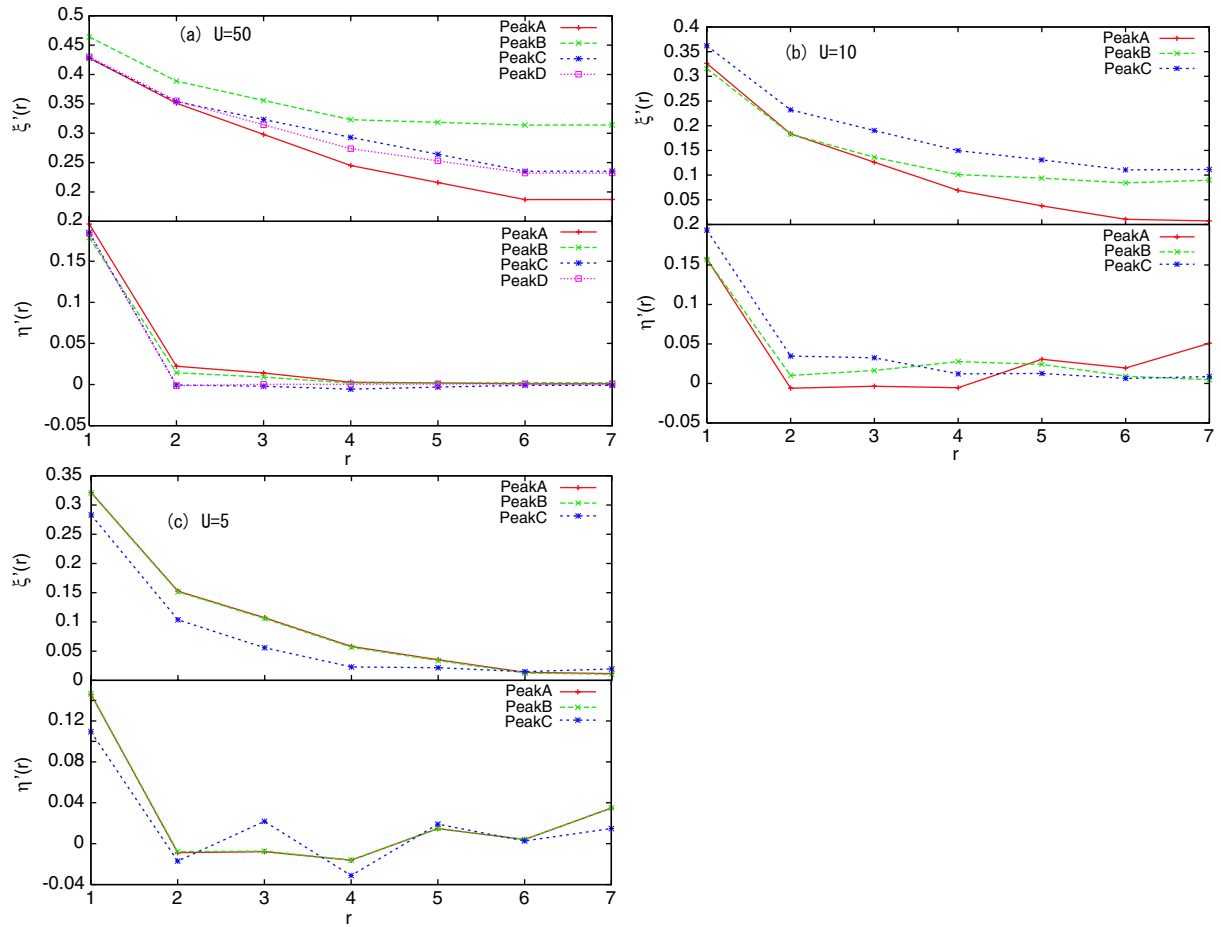 (a) U=50
PeakA
PeakB
PeakC
PeakD
ξ'(r)
0.5
0.45
0.4
0.35
0.3
0.25
0.2
0.2
PeakA
PeakB
PeakC
PeakD
η'(r)
0.15
0.1
0.05
0
-0.05
1 2 3 4 5 6 7
r
(b) U=10
PeakA
PeakB
PeakC
ξ'(r)
0.4
0.35
0.3
0.25
0.2
0.15
0.1
0.05
0.2
PeakA
PeakB
PeakC
η'(r)
0.15
0.1
0.05
0
-0.05
1 2 3 4 5 6 7
r
(c) U=5
PeakA
PeakB
PeakC
ξ'(r)
0.35
0.3
0.25
0.2
0.15
0.1
0.05
0
PeakA
PeakB
PeakC
η'(r)
0.12
0.08
0.04
0
-0.04
1 2 3 4 5 6 7
r